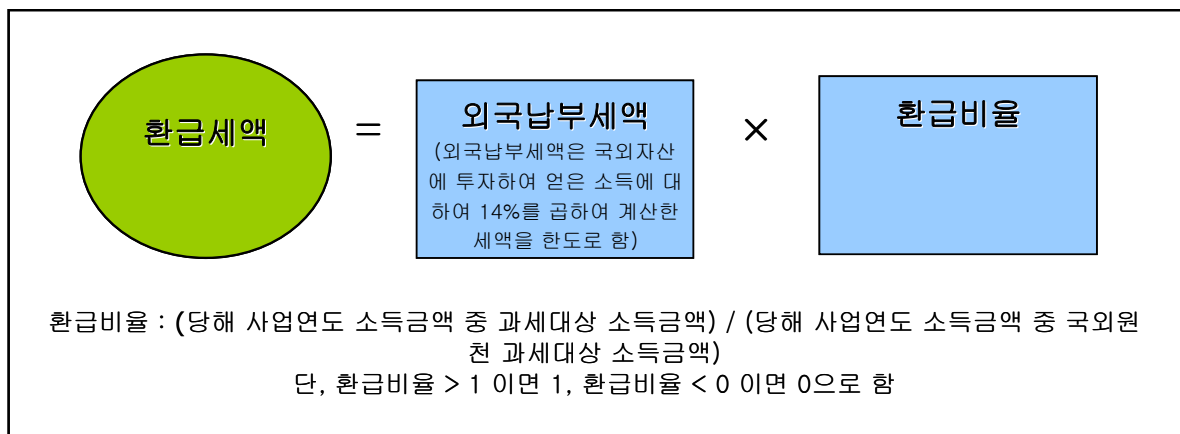 환급세액
=
외국납부세액
(외국납부세액은 국외자산
에 투자하여 얻은 소득에 대
하여 14%를 곱하여 계산한
세액을 한도로 함)
×
환급비율
환급비율 : (당해 사업연도 소득금액 중 과세대상 소득금액) / (당해 사업연도 소득금액 중 국외원
천 과세대상 소득금액)
단, 환급비율 > 1 이면 1, 환급비율 < 0 이면 0으로 함